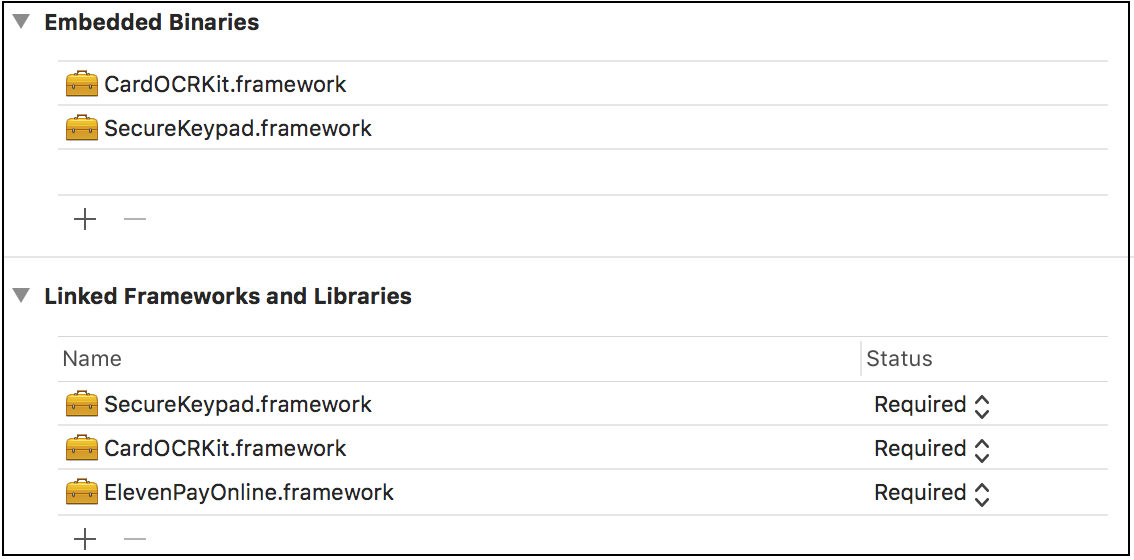 Embedded Binaries
CardOCRKit.framework
SecureKeypad.framework
Linked Frameworks and Libraries
Name Status
SecureKeypad.framework Required
CardOCRKit.framework Required
ElevenPayOnline.framework Required